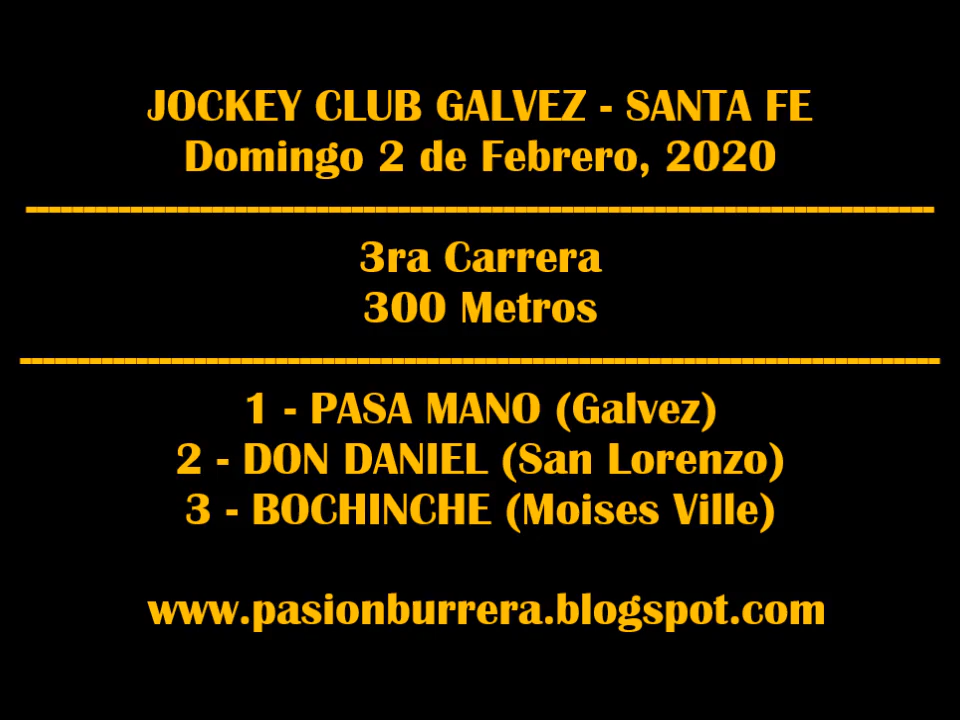 JOCKEY CLUB GALVEZ - SANTA FE
Domingo 2 de Febrero, 2020
3ra Carrera
300 Metros
1 - PASA MANO (Galvez)
2 - DON DANIEL (San Lorenzo)
3 - BOCHINCHE (Moises Ville)
www.pasionburrera.blogspot.com